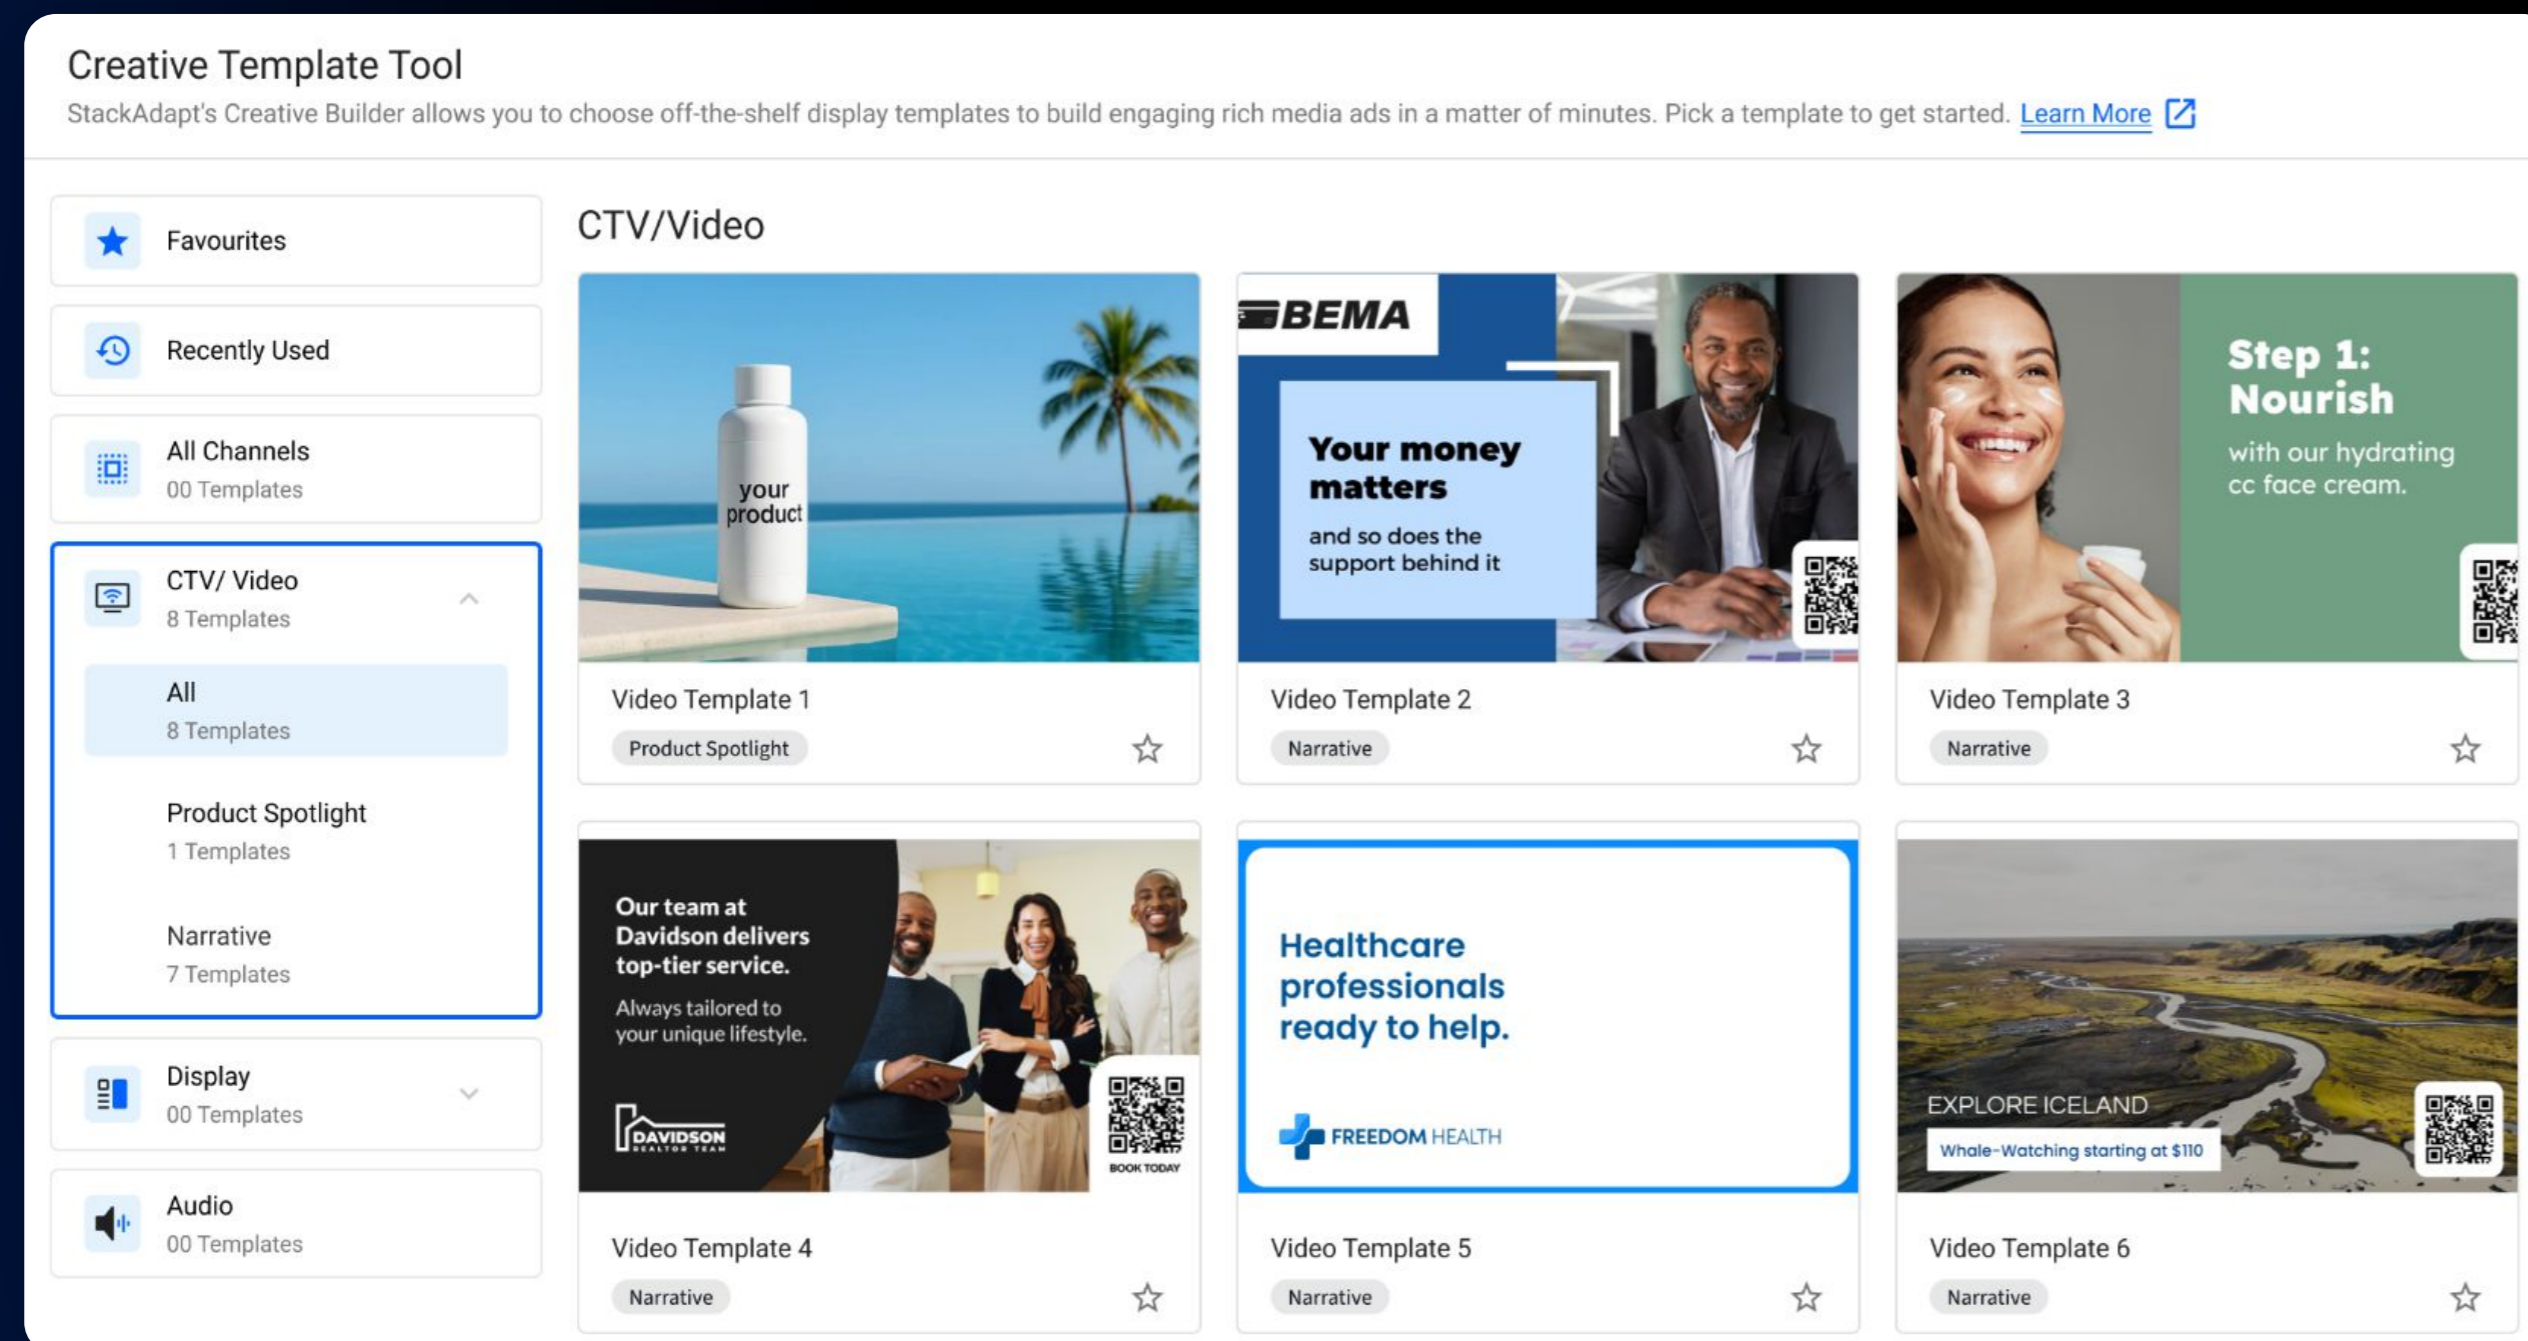 Creative Template Tool
StackAdapt's Creative Builder allows you to choose off-the-shelf display templates to build engaging rich media ads in a matter of minutes. Pick a template to get started. Learn More
Favourites
Recently Used
All Channels
00 Templates
CTV/ Video
8 Templates
All
8 Templates
Product Spotlight
1 Templates
Narrative
7 Templates
Display
00 Templates
Audio
00 Templates
CTV/Video
your
product
Video Template 1
Product Spotlight
BEMA
Your money
matters
and so does the
support behind it
Video Template 2
Narrative
Step 1:
Nourish
with our hydrating
cc face cream.
Video Template 3
Narrative
Our team at
Davidson delivers
top-tier service.
Always tailored to
your unique lifestyle.
DAVIDSON
REALTOR TEAM
BOOK TODAY
Video Template 4
Narrative
Healthcare
professionals
ready to help.
FREEDOM HEALTH
Video Template 5
Narrative
EXPLORE ICELAND
Whale-Watching starting at $110
Video Template 6
Narrative